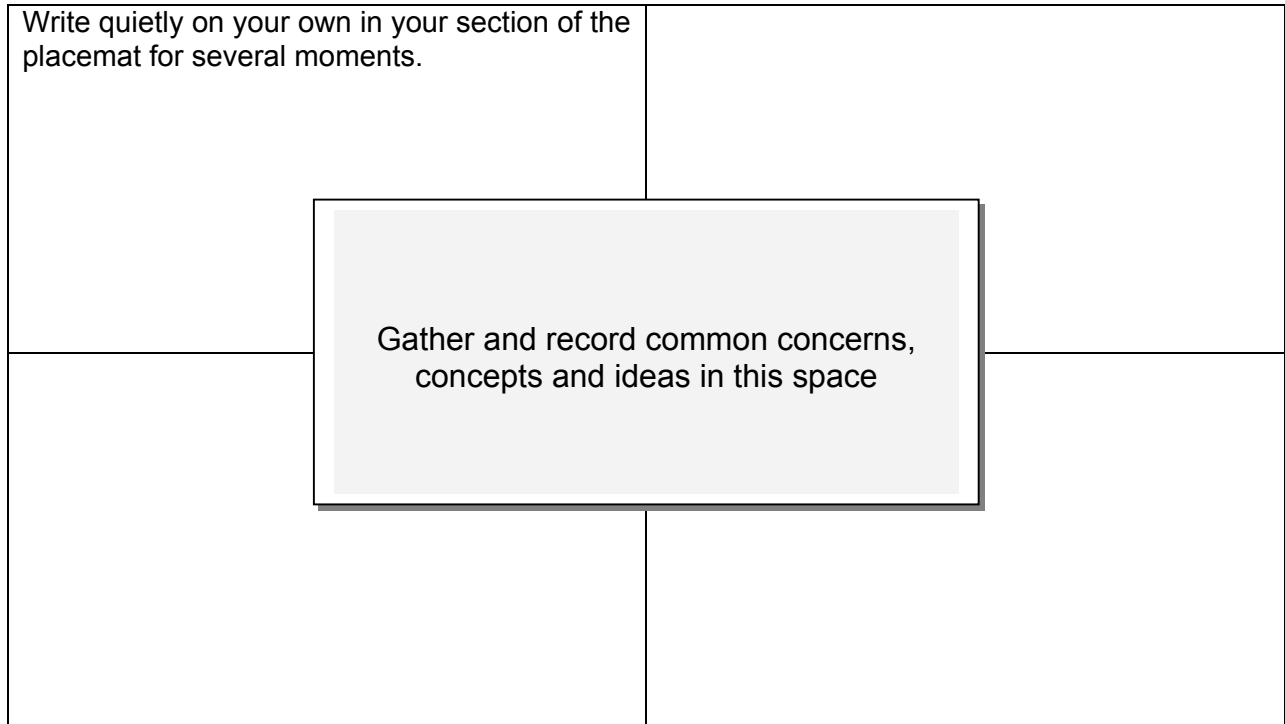 Write quietly on your own in your section of the
placemat for several moments.
Gather and record common concerns,
concepts and ideas in this space